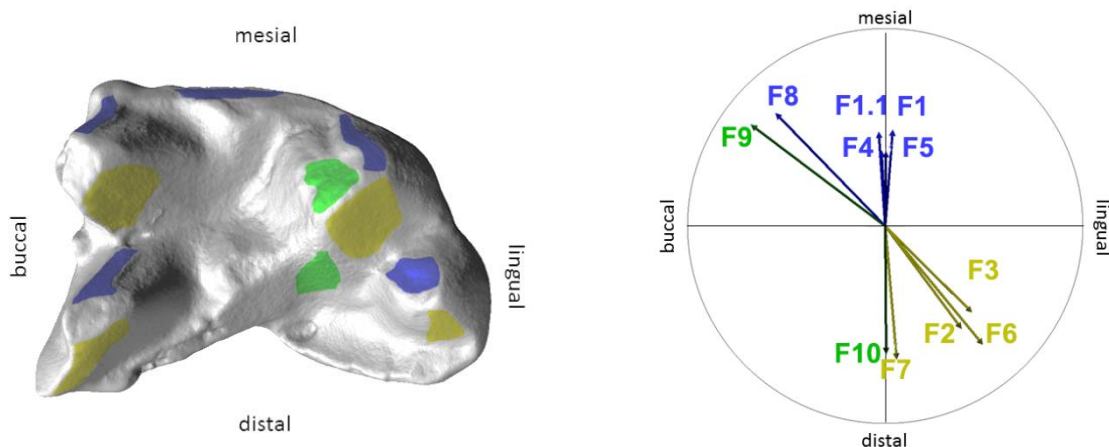 mesial
buccal
lingual
distal
mesial
F8
F1.1 F1
F9
F4 F5
buccal
lingual
F3
F2 F6
F10
F7
distal